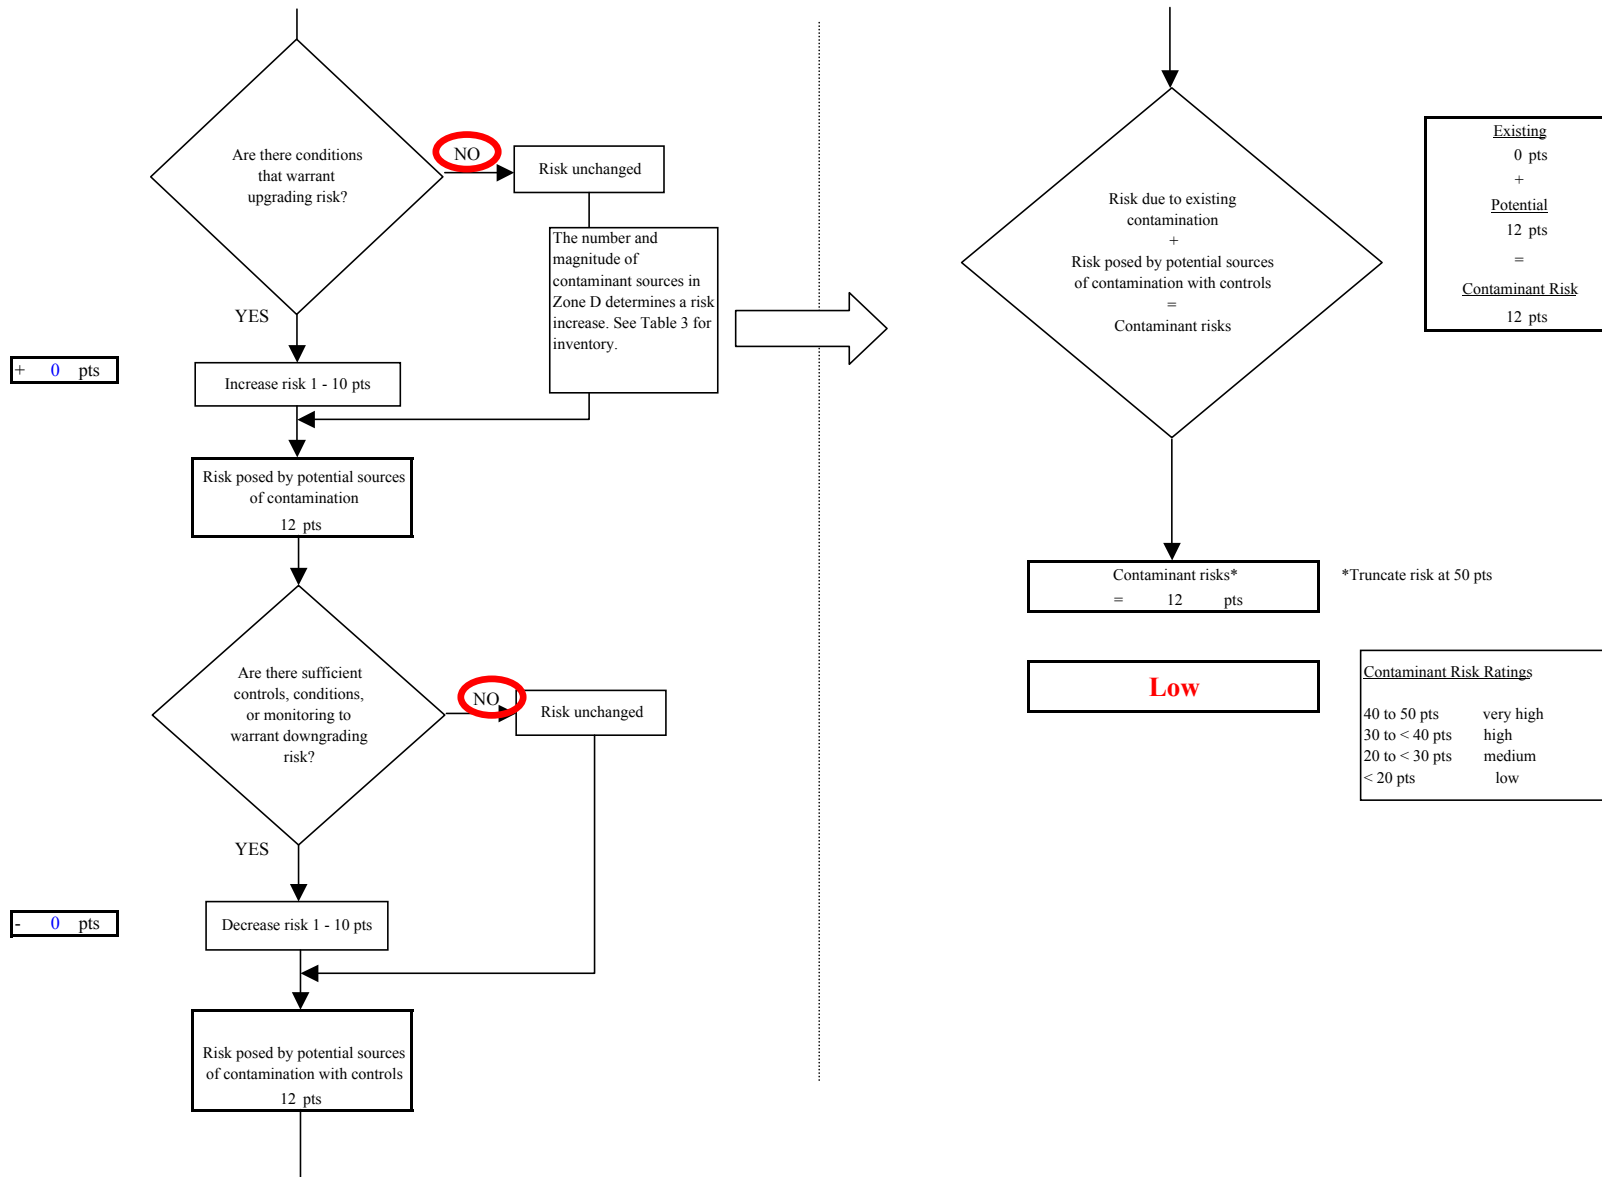 Are there conditions
that warrant
upgrading risk?
NO
Risk unchanged
The number and
magnitude of
contaminant sources in
Zone D determines a risk
increase. See Table 3 for
inventory.
YES
+ 0 pts
Increase risk 1 - 10 pts
Risk posed by potential sources
of contamination
12 pts
Are there sufficient
controls, conditions,
or monitoring to
warrant downgrading
risk?
NO
Risk unchanged
YES
- 0 pts
Decrease risk 1 - 10 pts
Risk posed by potential sources
of contamination with controls
12 pts
Risk due to existing
contamination
+
Risk posed by potential sources
of contamination with controls
=
Contaminant risks
Existing
0 pts
+
Potential
12 pts
=
Contaminant Risk
12 pts
Contaminant risks*
= 12 pts
*Truncate risk at 50 pts
Low
Contaminant Risk Ratings
40 to 50 pts very high
30 to < 40 pts high
20 to < 30 pts medium
< 20 pts low